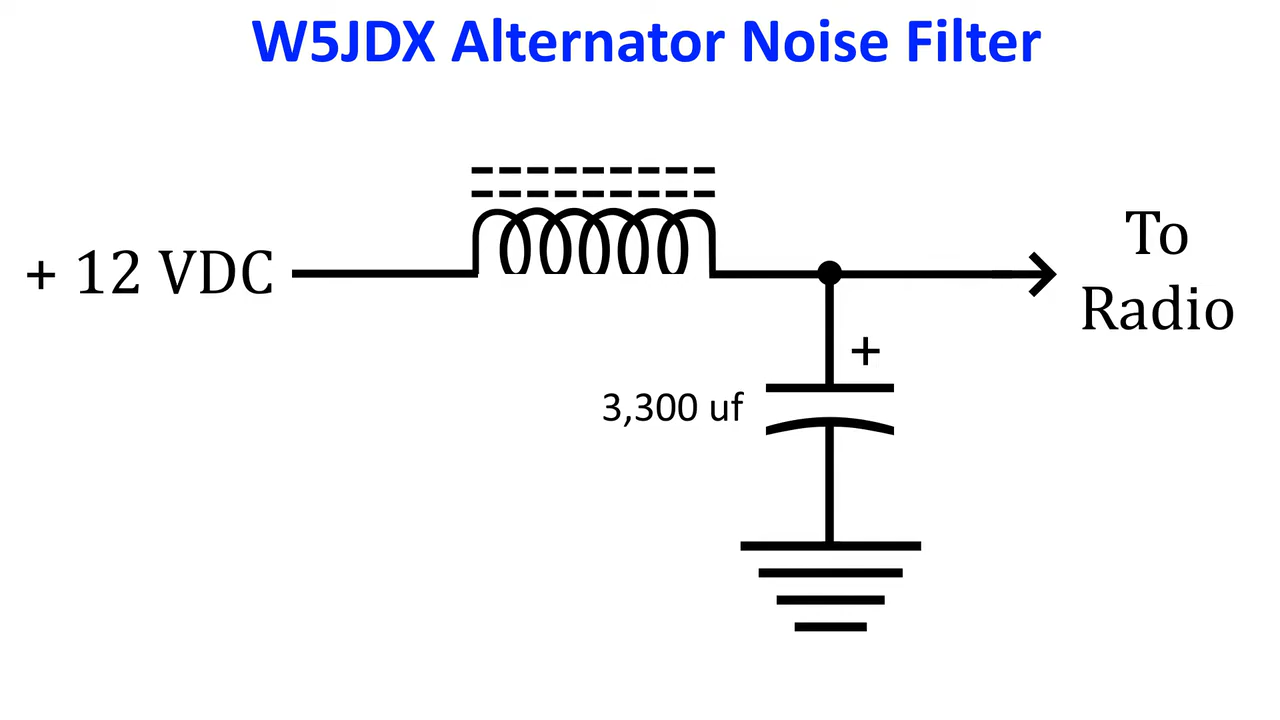 W5JDX Alternator Noise Filter
+ 12 VDC
To
Radio
+
3,300 uf